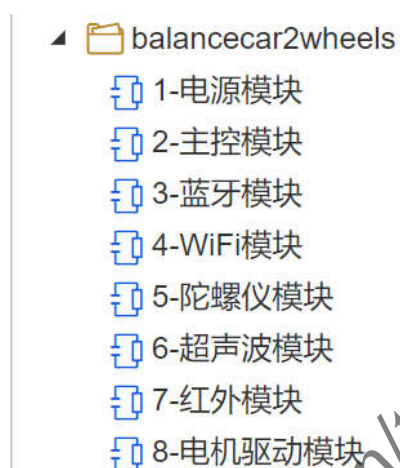 balancecar2wheels
1-电源模块
2-主控模块
3-蓝牙模块
4-WiFi模块
5-陀螺仪模块
6-超声波模块
7-红外模块
8-电机驱动模块